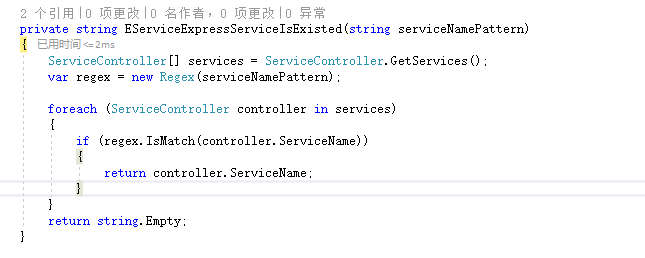 2 个引用|0 项更改|0 名作者, 0 项更改|0 异常
private string EServiceExpressServiceIsExisted(string serviceNamePattern)
{ 已用时间 <=2ms
    ServiceController[] services = ServiceController.GetServices();
    var regex = new Regex(serviceNamePattern);
    foreach (ServiceController controller in services)
    {
        if (regex.IsMatch(controller.ServiceName))
        {
            return controller.ServiceName;
        }
    }
    return string.Empty;
}